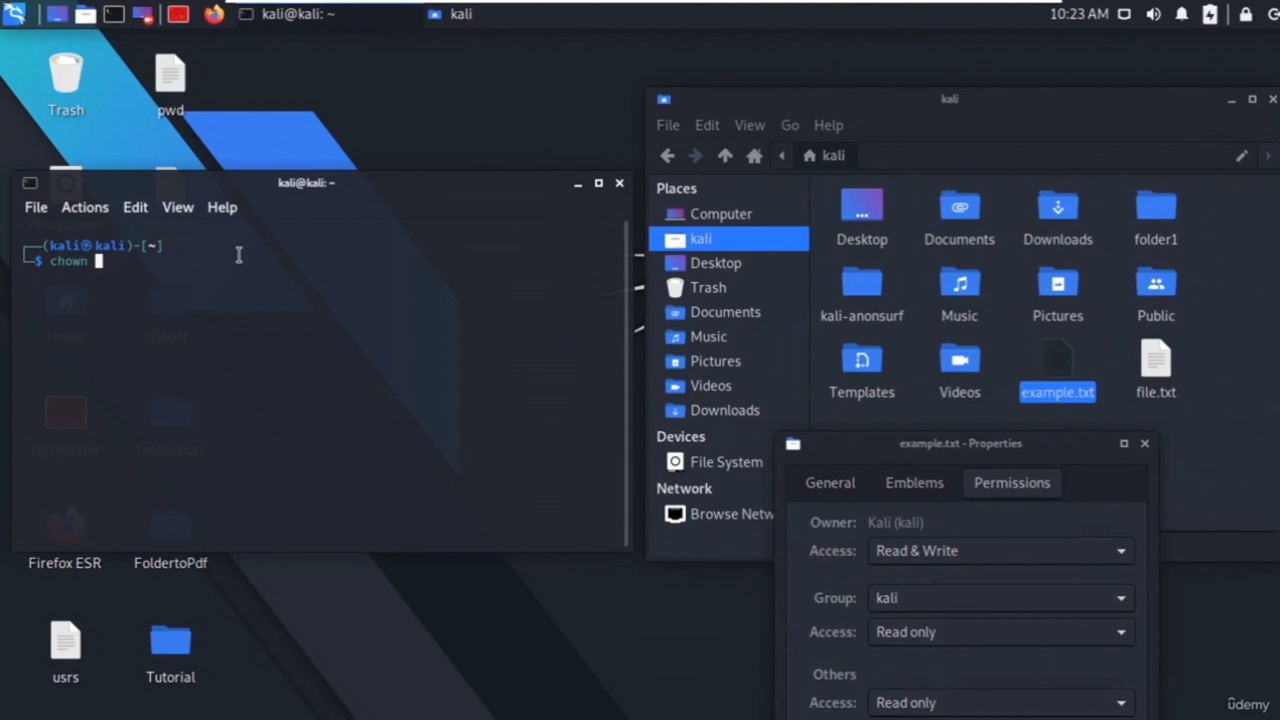 kali@kali: ~
kali
10:23 AM
Trash
pwd
kali
File Edit View Go Help
kali
Places
Computer
kali
Desktop
Trash
Documents
Music
Pictures
Videos
Downloads
Devices
File System
Network
Browse Netw
Desktop
Documents
Downloads
folder1
kali-anonsurf
Music
Pictures
Public
Templates
Videos
example.txt
file.txt
kali@kali: ~
File Actions Edit View Help
(kali㉿kali)-[~]
$ chown
Home
Ghost
Terminator
Testforport
Firefox ESR
FoldertoPdf
usrs
Tutorial
example.txt - Properties
General Emblems Permissions
Owner: Kali (kali)
Access: Read & Write
Group: kali
Access: Read only
Others
Access: Read only
ûdemy